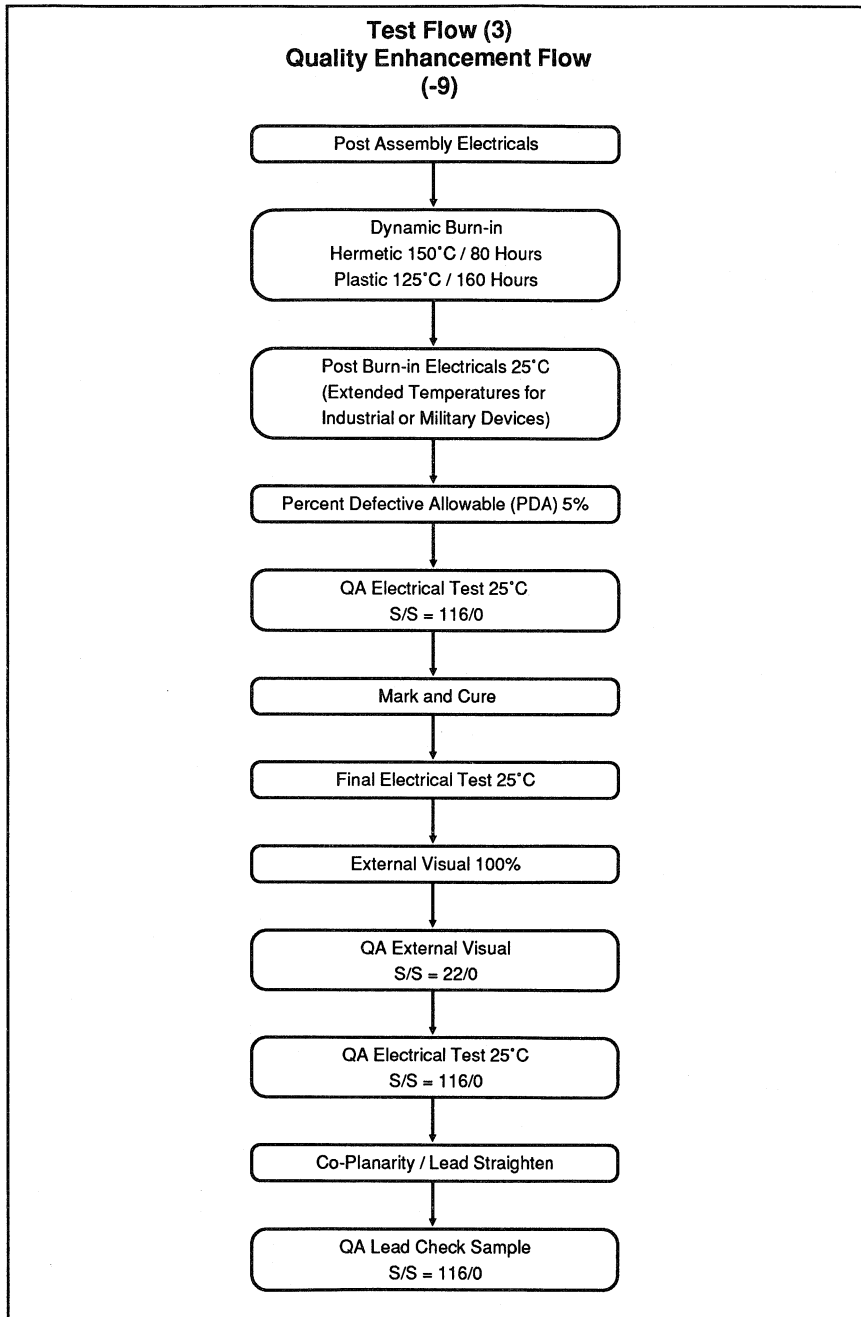 Test Flow (3)
Quality Enhancement Flow
(-9)
Post Assembly Electricals
Dynamic Burn-in
Hermetic 150°C / 80 Hours
Plastic 125°C / 160 Hours
Post Burn-in Electricals 25°C
(Extended Temperatures for
Industrial or Military Devices)
Percent Defective Allowable (PDA) 5%
QA Electrical Test 25°C
S/S = 116/0
Mark and Cure
Final Electrical Test 25°C
External Visual 100%
QA External Visual
S/S = 22/0
QA Electrical Test 25°C
S/S = 116/0
Co-Planarity / Lead Straighten
QA Lead Check Sample
S/S = 116/0